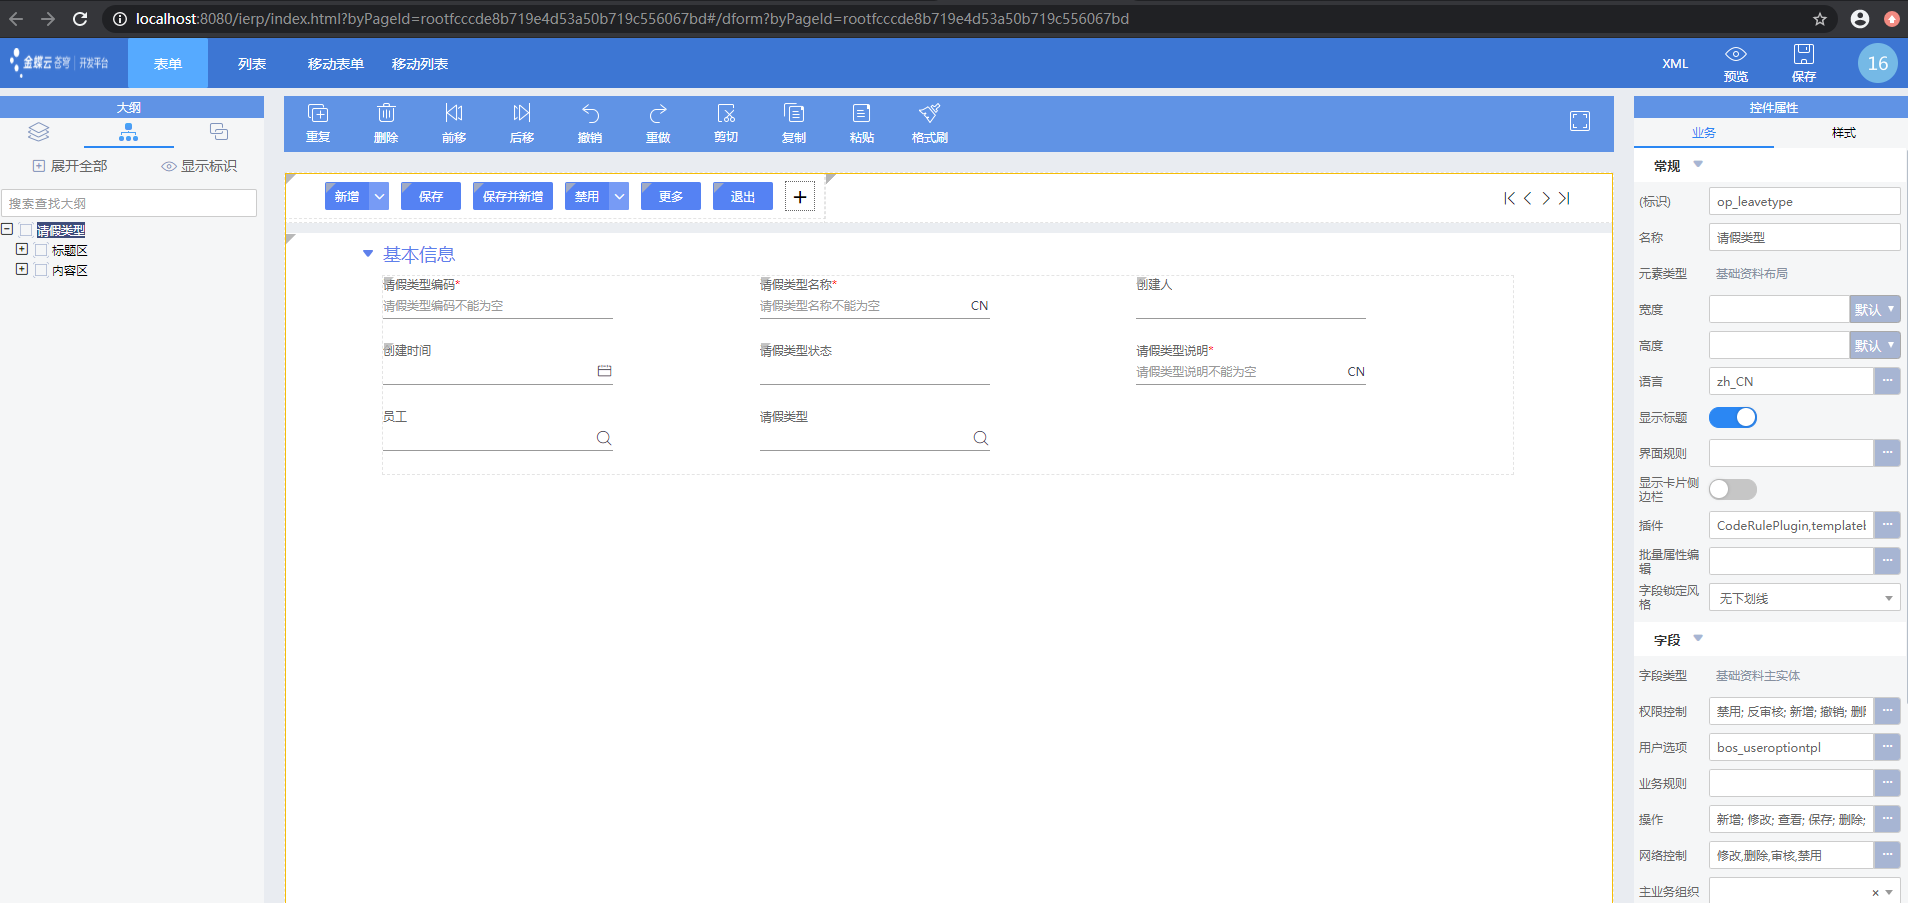 localhost:8080/ierp/index.html?byPageId=rootfcccde8b719e4d53a50b719c556067bd#/dform?byPageId=rootfcccde8b719e4d53a50b719c556067bd
金蝶云 苍穹 | 开发平台
表单
列表
移动表单
移动列表
XML
预览
保存
16
大纲
展开全部
显示标识
搜索查找大纲
请假类型
标题区
内容区
重复
删除
前移
后移
撤销
重做
剪切
复制
粘贴
格式刷
新增
保存
保存并新增
禁用
更多
退出
基本信息
请假类型编码*
请假类型编码不能为空
请假类型名称*
请假类型名称不能为空 CN
创建人
创建时间
请假类型状态
请假类型说明*
请假类型说明不能为空 CN
员工
请假类型
控件属性
业务
样式
常规
(标识) op_leavetype
名称 请假类型
元素类型 基础资料布局
宽度 默认
高度 默认
语言 zh_CN
显示标题
界面规则
显示卡片侧
边栏
插件 CodeRulePlugin,templatel
批量属性编
辑
字段锁定风
格 无下划线
字段
字段类型 基础资料主实体
权限控制 禁用; 反审核; 新增; 撤销; 删
用户选项 bos_useroptiontpl
业务规则
操作 新增; 修改; 查看; 保存; 删除;
网络控制 修改,删除,审核,禁用
主业务组织